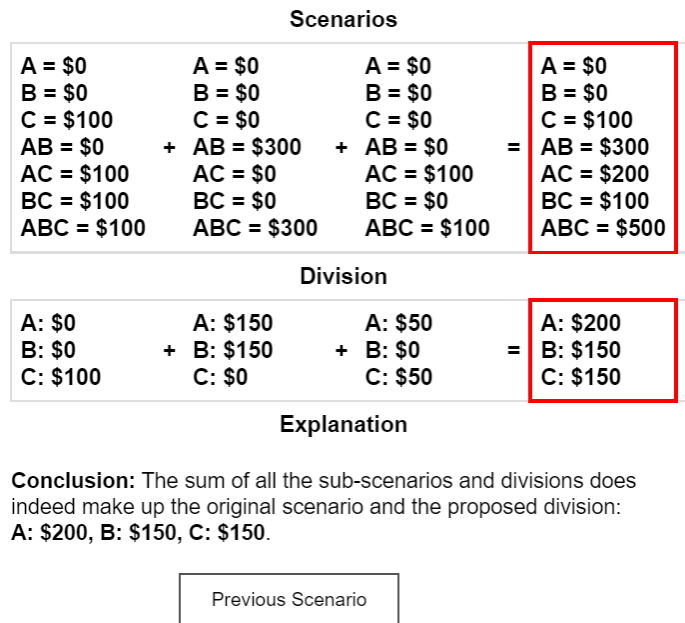 Scenarios
A = $0 A = $0 A = $0 A = $0
B = $0 B = $0 B = $0 B = $0
C = $100 C = $0 C = $0 C = $100
AB = $0 + AB = $300 + AB = $0 = AB = $300
AC = $100 AC = $0 AC = $100 AC = $200
BC = $100 BC = $0 BC = $0 BC = $100
ABC = $100 ABC = $300 ABC = $100 ABC = $500
Division
A: $0 A: $150 A: $50 A: $200
B: $0 + B: $150 + B: $0 = B: $150
C: $100 C: $0 C: $50 C: $150
Explanation
Conclusion: The sum of all the sub-scenarios and divisions does
indeed make up the original scenario and the proposed division:
A: $200, B: $150, C: $150.
Previous Scenario